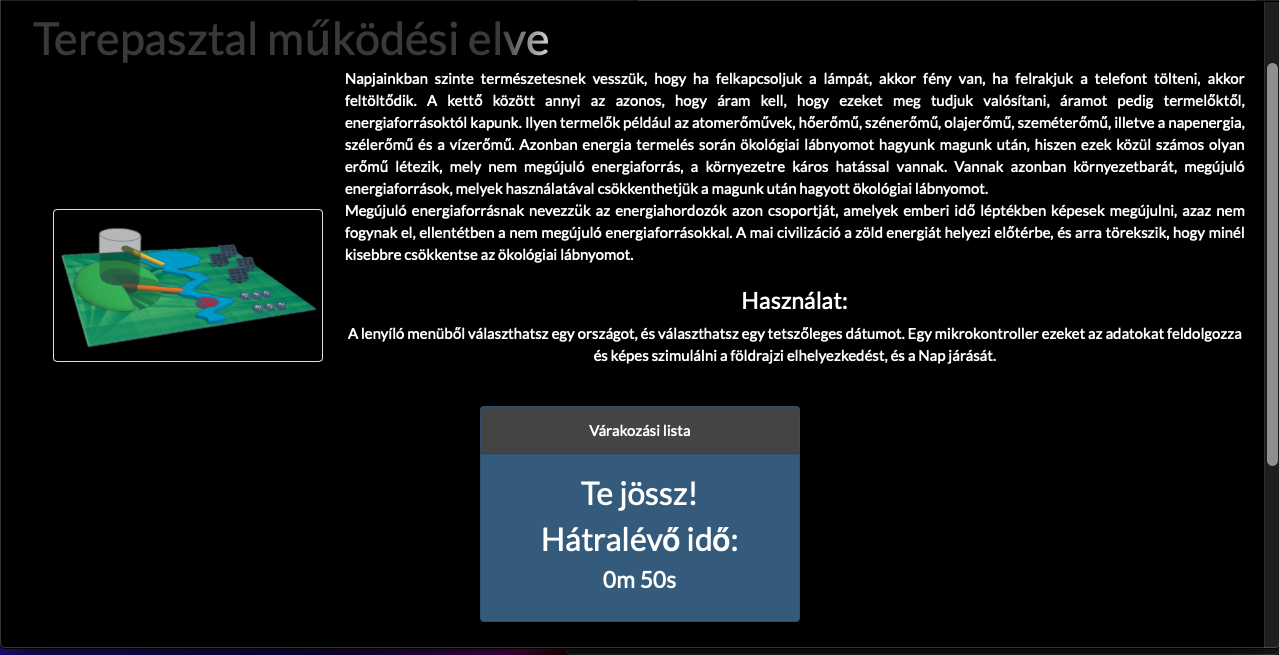 Terepasztal működési elve
Napjainkban szinte természetesnek vesszük, hogy ha felkapcsoljuk a lámpát, akkor fény van, ha felrakjuk a telefont tölteni, akkor
feltöltődik. A kettő között annyi az azonos, hogy áram kell, hogy ezeket meg tudjuk valósítani, áramot pedig termelőktől,
energiaforrásoktól kapunk. Ilyen termelők például az atomerőművek, hőerőmű, szénerőmű, olajerőmű, szeméterőmű, illetve a napenergia,
szélerőmű és a vízerőmű. Azonban energia termelés során ökológiai lábnyomot hagyunk magunk után, hiszen ezek közül számos olyan
erőmű létezik, mely nem megújuló energiaforrás, a környezetre káros hatással vannak. Vannak azonban környezetbarát, megújuló
energiaforrások, melyek használatával csökkenthetjük a magunk után hagyott ökológiai lábnyomot.
Megújuló energiaforrásnak nevezzük az energiahordozók azon csoportját, amelyek emberi idő léptékben képesek megújulni, azaz nem
fogynak el, ellentétben a nem megújuló energiaforrásokkal. A mai civilizáció a zöld energiát helyezi előtérbe, és arra törekszik, hogy minél
kisebbre csökkentse az ökológiai lábnyomot.
Használat:
A lenyíló menüből választhatsz egy országot, és választhatsz egy tetszőleges dátumot. Egy mikrokontroller ezeket az adatokat feldolgozza
és képes szimulálni a földrajzi elhelyezkedést, és a Nap járását.
Várakozási lista
Te jössz!
Hátralévő idő:
0m 50s